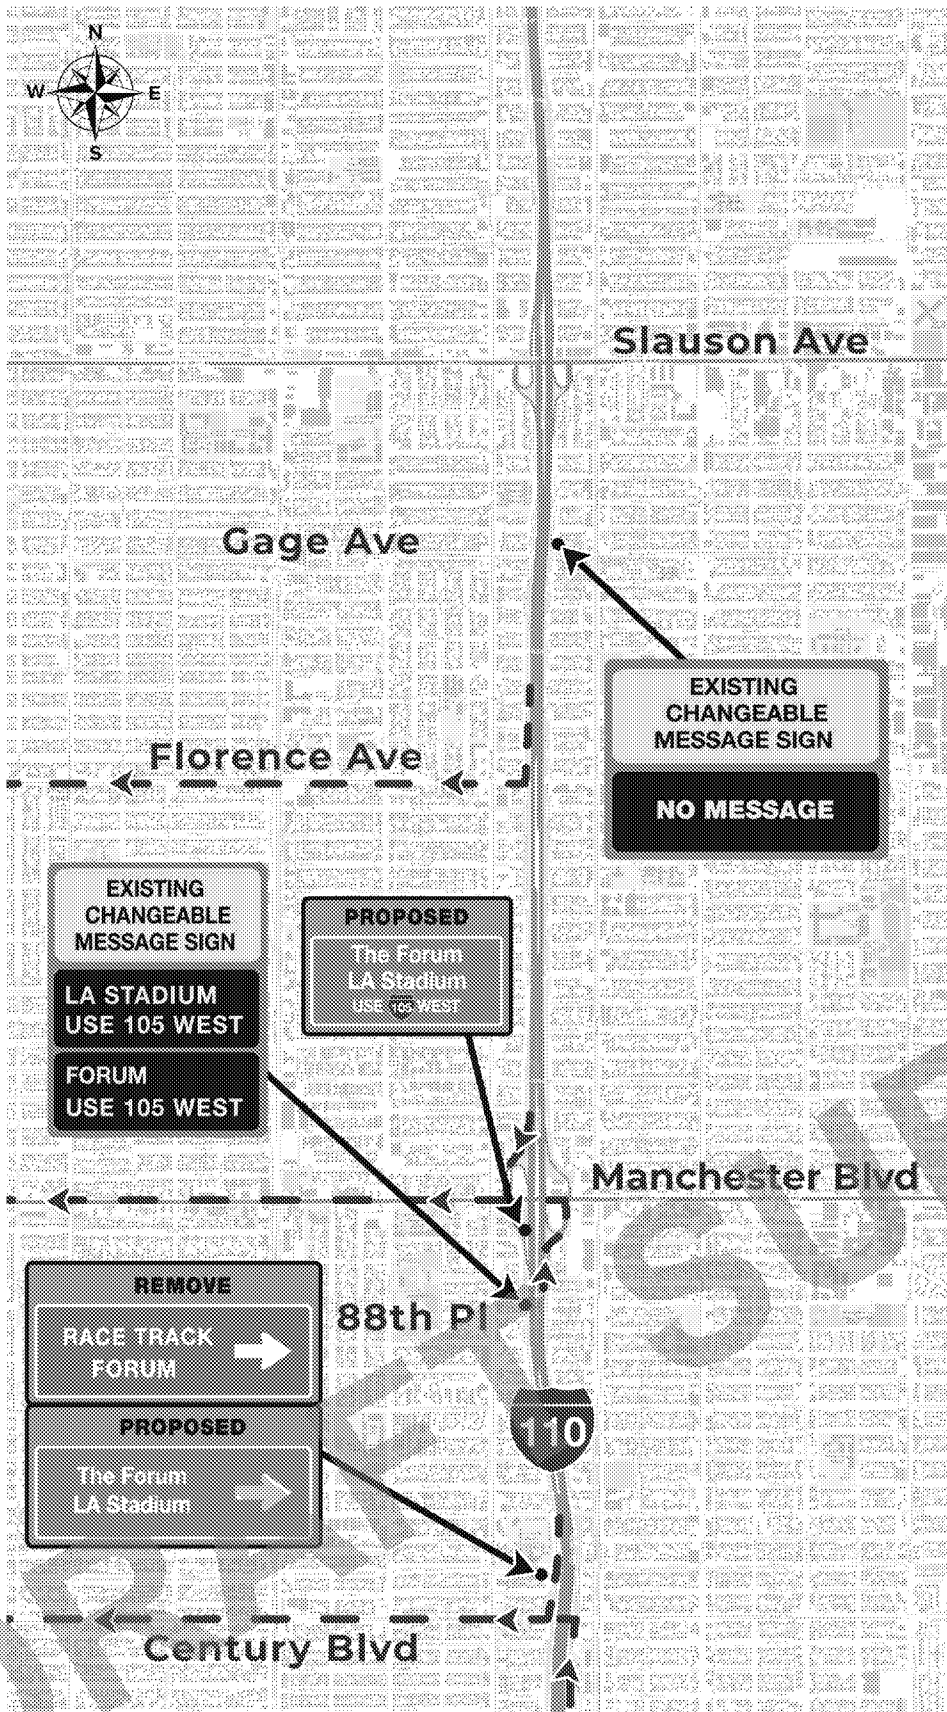 N
W E
S
Slauson Ave
Gage Ave
EXISTING
CHANGEABLE
MESSAGE SIGN
NO MESSAGE
Florence Ave
EXISTING
CHANGEABLE
MESSAGE SIGN
LA STADIUM
USE 105 WEST
FORUM
USE 105 WEST
PROPOSED
The Forum
LA Stadium
USE 105 WEST
Manchester Blvd
88th Pl
REMOVE
RACE TRACK
FORUM
PROPOSED
The Forum
LA Stadium
110
Century Blvd